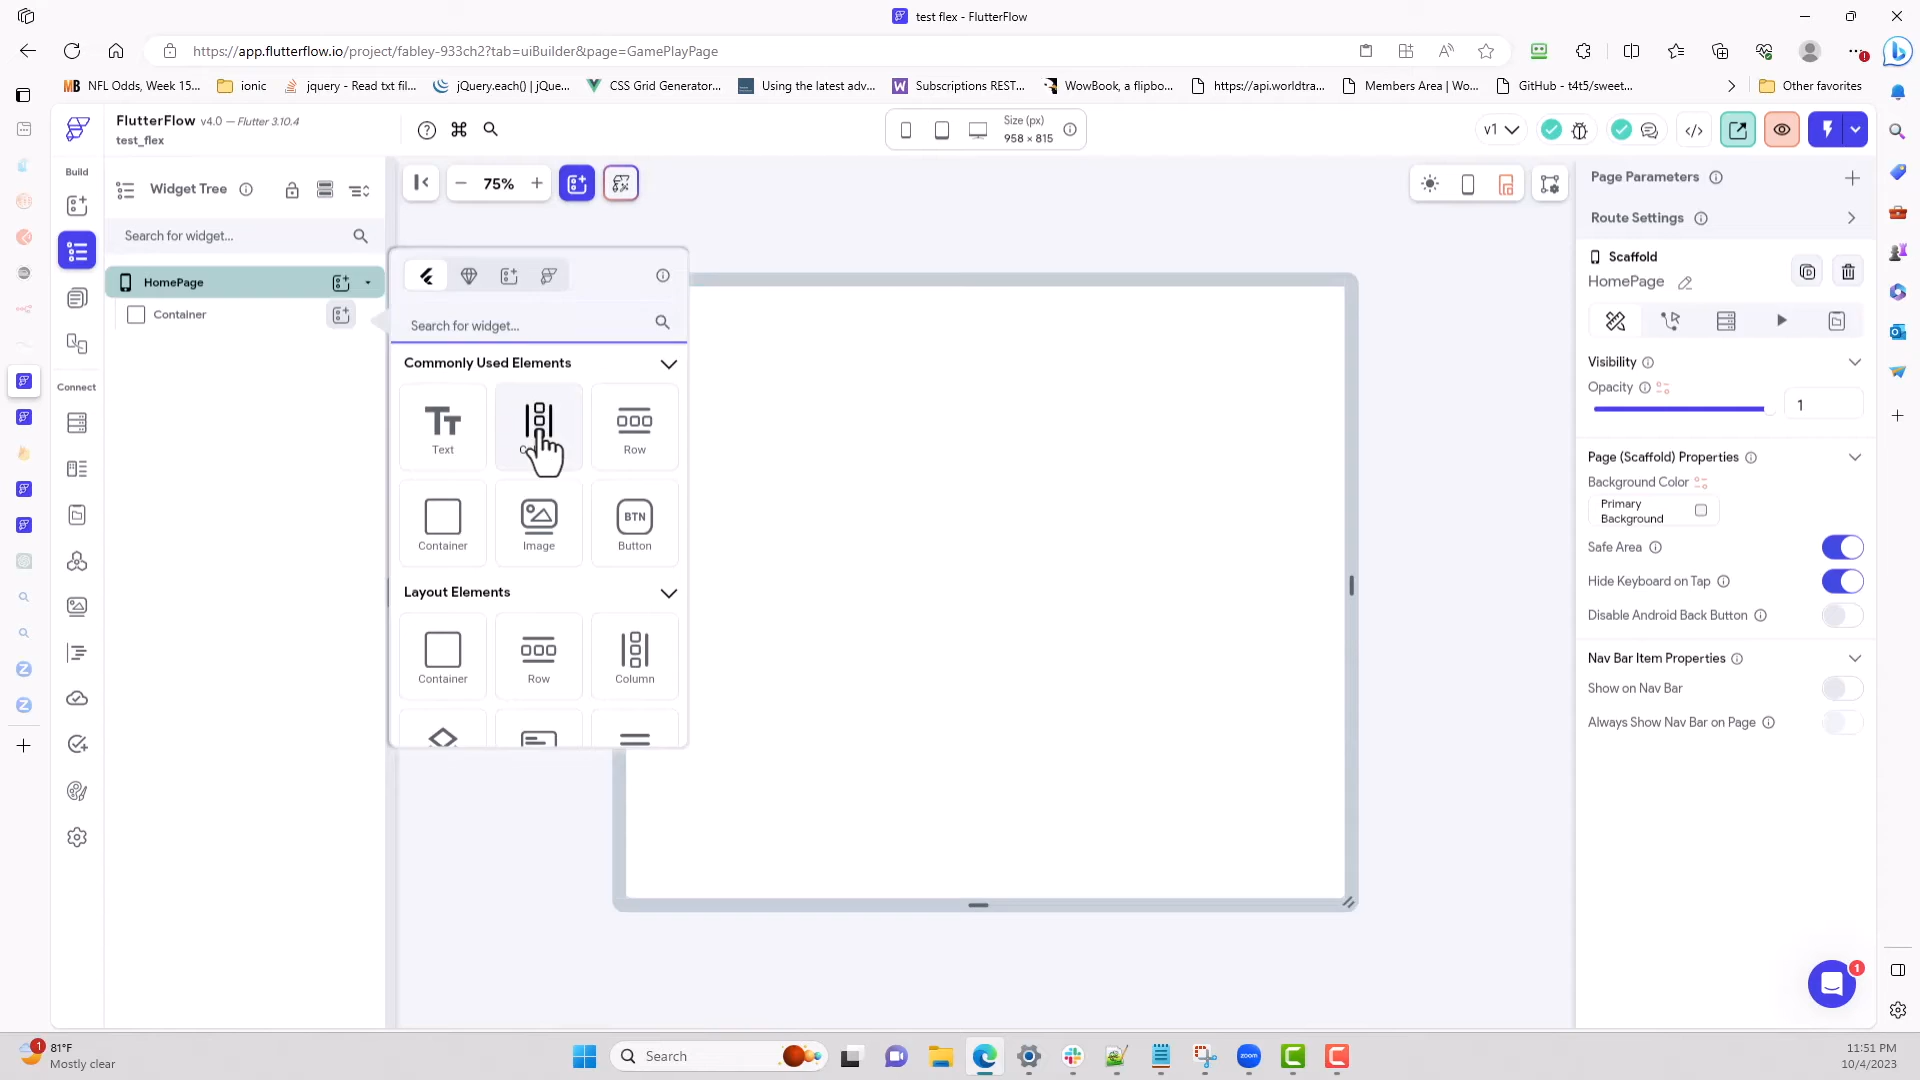 test flex - FlutterFlow
https://app.flutterflow.io/project/fabley-933ch2?tab=uiBuilder&page=GamePlayPage
NFL Odds, Week 15...
ionic
jquery - Read txt fil...
jQuery.each() | jQue...
CSS Grid Generator...
Using the latest adv...
Subscriptions REST...
WowBook, a flipbo...
https://api.worldtra...
Members Area | Wo...
GitHub - t4t5/sweet...
Other favorites
FlutterFlow v4.0 — Flutter 3.10.4
test_flex
Size (px)
958 × 815
v1
Build
Widget Tree
75%
Search for widget...
HomePage
Container
Connect
Search for widget...
Commonly Used Elements
Text
Row
Container
Image
BTN
Button
Layout Elements
Container
Row
Column
Page Parameters
Route Settings
Scaffold
HomePage
Visibility
Opacity
1
Page (Scaffold) Properties
Background Color
Primary
Background
Safe Area
Hide Keyboard on Tap
Disable Android Back Button
Nav Bar Item Properties
Show on Nav Bar
Always Show Nav Bar on Page
1
1
81°F
Mostly clear
Search
zoom
11:51 PM
10/4/2023